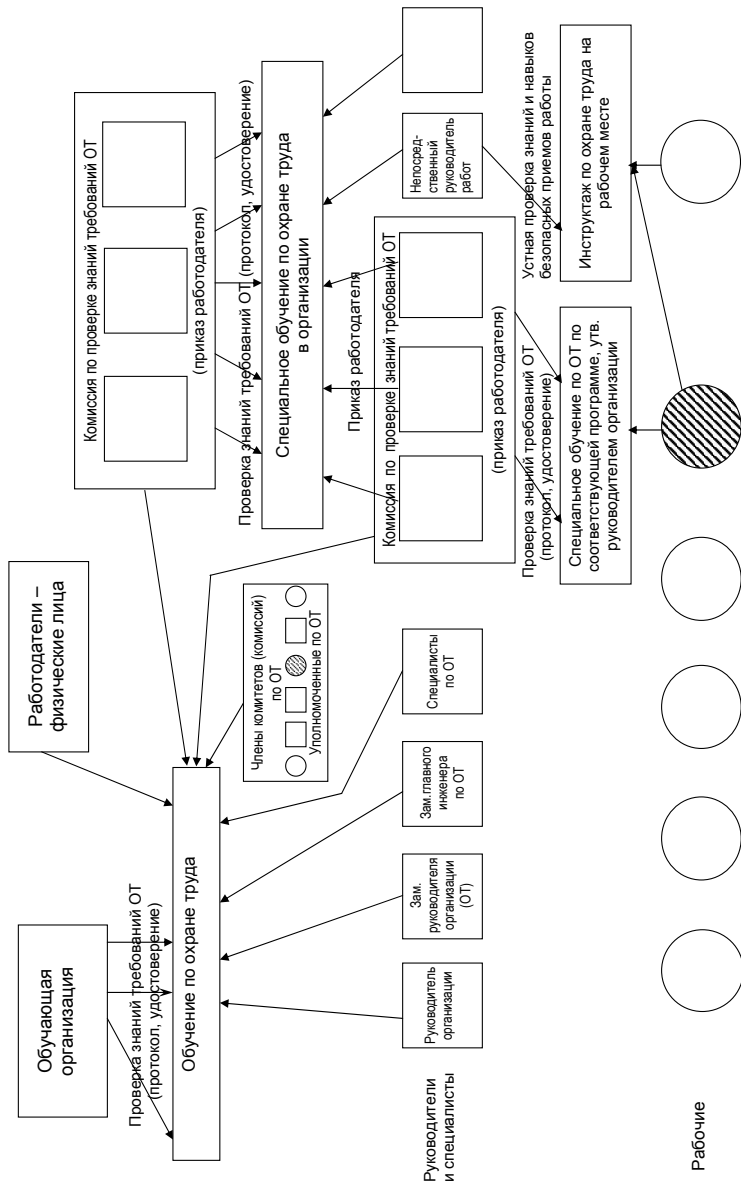 Обучающая
организация
Работодатели –
физические лица
Комиссия по проверке знаний требований ОТ
(приказ работодателя)
Проверка знаний требований ОТ
(протокол, удостоверение)
Обучение по охране труда
Проверка знаний требований ОТ (протокол, удостоверение)
Специальное обучение по охране труда
в организации
Члены комитетов (комиссий)
по ОТ
Уполномоченные по ОТ
Приказ работодателя
Комиссия по проверке знаний требований ОТ
(приказ работодателя)
Руководители
и специалисты
Руководитель
организации
Зам.
руководителя
организации
(ОТ)
Зам.главного
инженера
по ОТ
Специалисты
по ОТ
Непосред-
ственный
руководитель
работ
Проверка знаний требований ОТ
(протокол, удостоверение)
Устная проверка знаний и навыков
безопасных приемов работы
Специальное обучение по ОТ по
соответствующей программе, утв.
руководителем организации
Инструктаж по охране труда на
рабочем месте
Рабочие